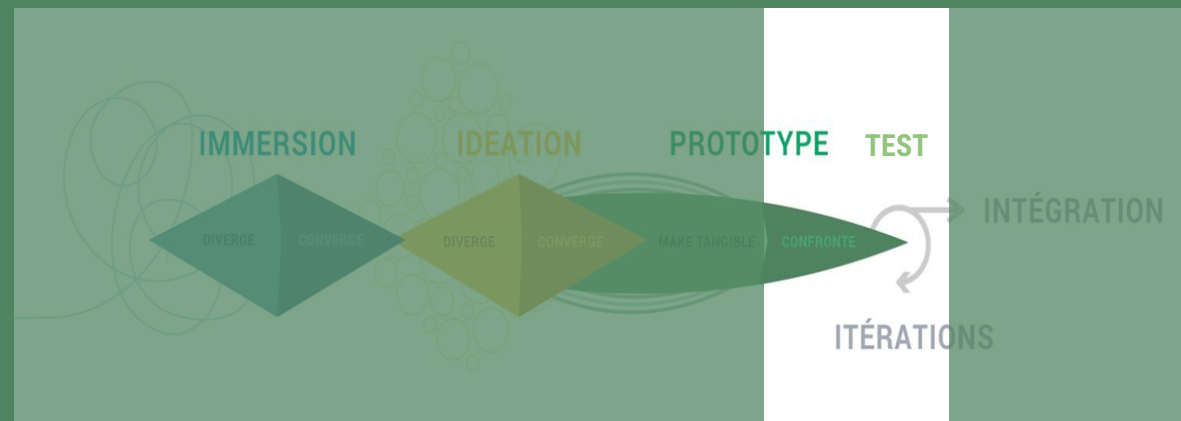 IMMERSION IDEATION PROTOTYPE TEST
INTÉGRATION
DIVERGE CONVERGE DIVERGE CONVERGE MAKE TANGIBLE CONFRONTE
ITÉRATIONS